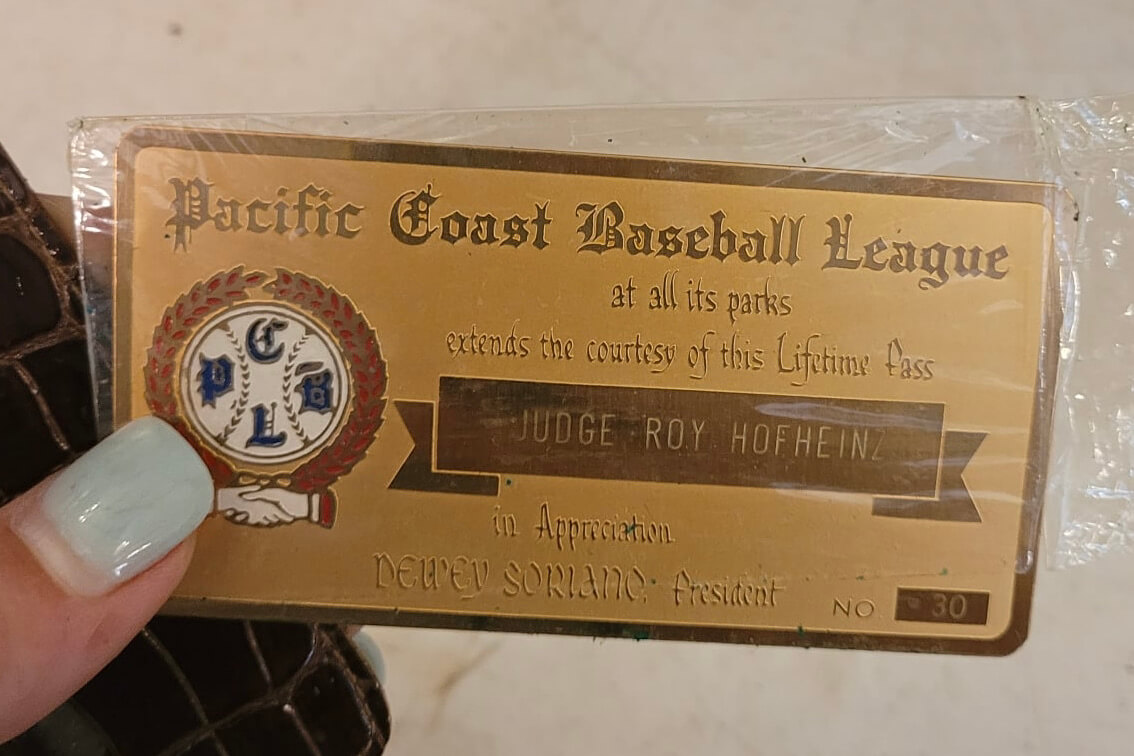 Pacific Coast Baseball League
at all its parks
extends the courtesy of this Lifetime Pass
P C B L
JUDGE ROY HOFHEINZ
in Appreciation
DEWEY SORIANO, President
NO. 30